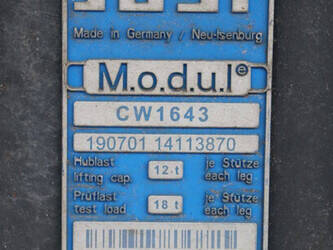 JOST
Made in Germany / Neu-Isenburg
M.o.d.u.l®
CW1643
190701 14113870
Hublast 12 t je Stütze
lifting cap. each leg
Prüflast 18 t je Stütze
test load each leg